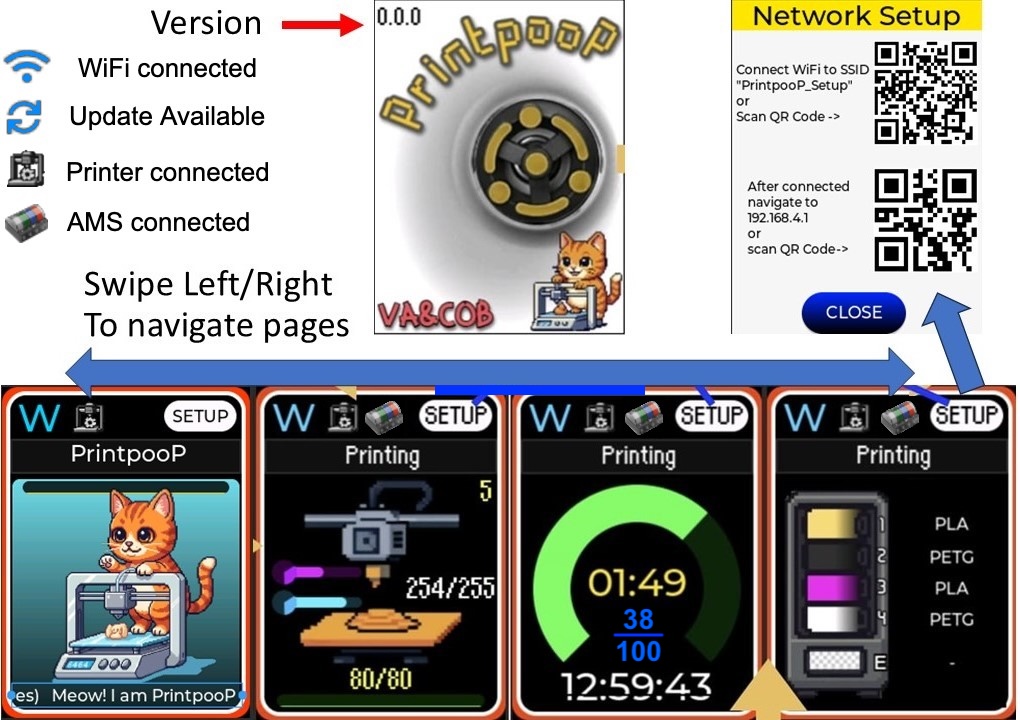 Version
0.0.0
Printpoop
WiFi connected
Update Available
Printer connected
AMS connected
Swipe Left/Right
To navigate pages
VA&COB
Network Setup
Connect WiFi to SSID
"PrintpooP_Setup"
or
Scan QR Code ->
After connected
navigate to
192.168.4.1
or
scan QR Code->
CLOSE
W
SETUP
PrintpooP
es) Meow! I am PrintpooP
W
SETUP
Printing
5
254/255
80/80
W
SETUP
Printing
01:49
38
100
12:59:43
W
SETUP
Printing
1 PLA
2 PETG
3 PLA
4 PETG
E -